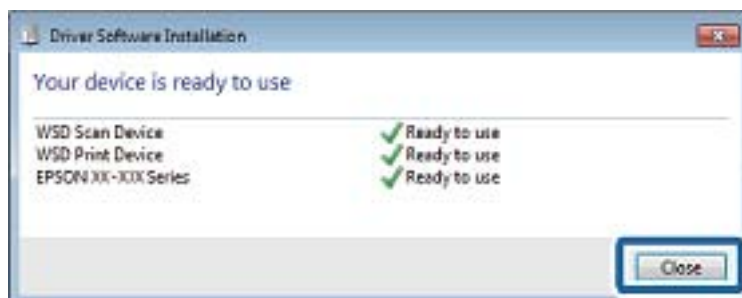 Driver Software Installation
Your device is ready to use
WSD Scan Device Ready to use
WSD Print Device Ready to use
EPSON XX-XXX Series Ready to use
Close